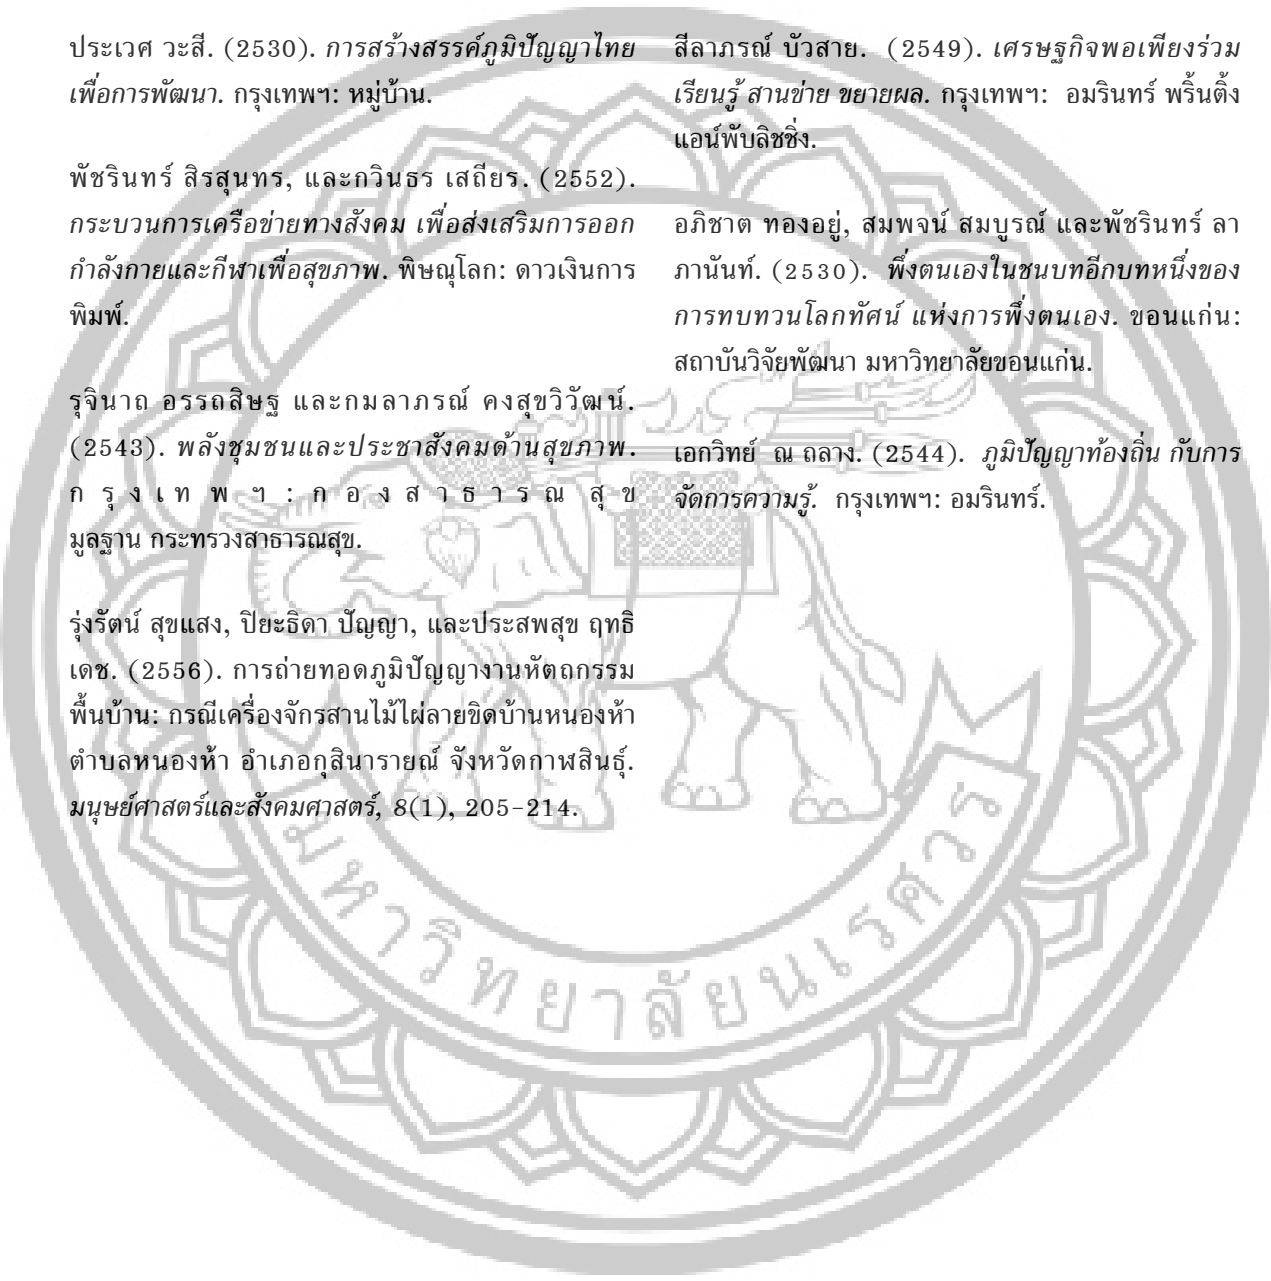 ประเวศ วะสี. (2530). การสร้างสรรค์ภูมิปัญญาไทย
เพื่อการพัฒนา. กรุงเทพฯ: หมู่บ้าน.
พัชรินทร์ สิรสุนทร, และกวินธร เสถียร. (2552).
กระบวนการเครือข่ายทางสังคม เพื่อส่งเสริมการออก
กำลังกายและกีฬาเพื่อสุขภาพ. พิษณุโลก: ดาวเงินการ
พิมพ์.
รุจินาถ อรรถสิษฐ และกมลาภรณ์ คงสุขวิวัฒน์.
(2543). พลังชุมชนและประชาสังคมด้านสุขภาพ.
ก รุ ง เ ท พ ฯ : ก อ ง ส า ธ า ร ณ สุ ข
มูลฐาน กระทรวงสาธารณสุข.
รุ่งรัตน์ สุขแสง, ปิยะธิดา ปัญญา, และประสพสุข ฤทธิ
เดช. (2556). การถ่ายทอดภูมิปัญญางานหัตถกรรม
พื้นบ้าน: กรณีเครื่องจักรสานไม้ไผ่ลายขิดบ้านหนองห้า
ตำบลหนองห้า อำเภอกุสินารายณ์ จังหวัดกาฬสินธุ์.
มนุษย์ศาสตร์และสังคมศาสตร์, 8(1), 205-214.
สีลาภรณ์ บัวสาย. (2549). เศรษฐกิจพอเพียงร่วม
เรียนรู้ สานข่าย ขยายผล. กรุงเทพฯ: อมรินทร์ พริ้นติ้ง
แอน์พับลิชชิ่ง.
อภิชาต ทองอยู่, สมพจน์ สมบูรณ์ และพัชรินทร์ ลา
ภานันท์. (2530). พึ่งตนเองในชนบทอีกบทหนึ่งของ
การทบทวนโลกทัศน์ แห่งการพึ่งตนเอง. ขอนแก่น:
สถาบันวิจัยพัฒนา มหาวิทยาลัยขอนแก่น.
เอกวิทย์ ณ ถลาง. (2544). ภูมิปัญญาท้องถิ่น กับการ
จัดการความรู้. กรุงเทพฯ: อมรินทร์.
มหาวิทยาลัยนเรศวร